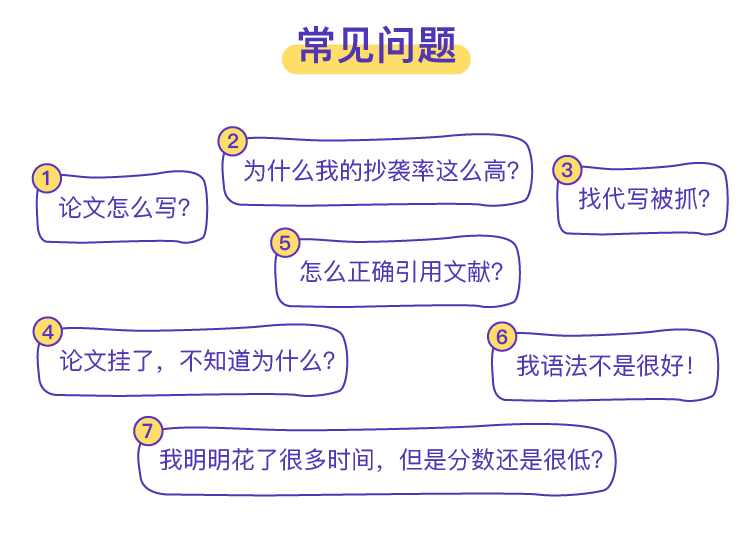 常见问题
1
论文怎么写？
2
为什么我的抄袭率这么高？
3
找代写被抓？
4
论文挂了，不知道为什么？
5
怎么正确引用文献？
6
我语法不是很好！
7
我明明花了很多时间，但是分数还是很低？